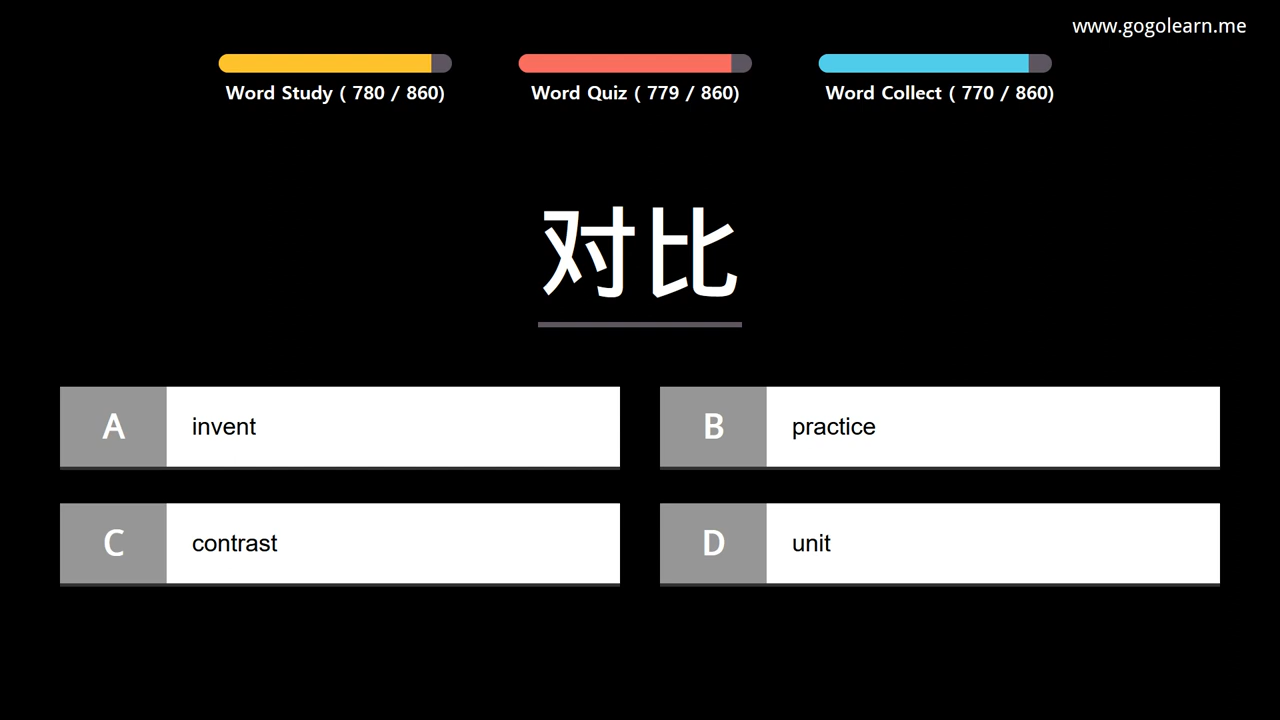 www.gogolearn.me
Word Study ( 780 / 860)
Word Quiz ( 779 / 860)
Word Collect ( 770 / 860)
对比
A invent
B practice
C contrast
D unit